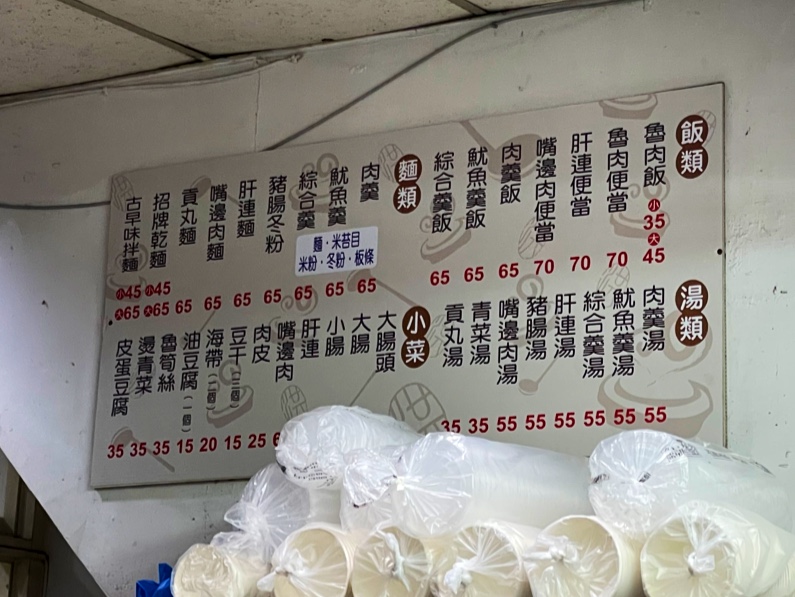 飯類
魯肉飯 小35 大45
魯肉便當 70
肝連便當 70
嘴邊肉便當 70
肉羹飯 65
魷魚羹飯 65
綜合羹飯 65
麵類
肉羹 65
魷魚羹 65
綜合羹 65
麵・米苔目
米粉・冬粉・板條
豬腸冬粉 65
肝連麵 65
嘴邊肉麵 65
貢丸麵 65
招牌乾麵 小45 大65
古早味拌麵 小45 大65
湯類
肉羹湯 55
魷魚羹湯 55
綜合羹湯 55
肝連湯 55
豬腸湯 55
嘴邊肉湯 55
青菜湯 35
貢丸湯 35
小菜
大腸頭
大腸
小腸
肝連
嘴邊肉
肉皮 25
豆干(三個) 15
海帶(二個) 20
油豆腐(一個) 15
魯筍絲 35
燙青菜 35
皮蛋豆腐 35